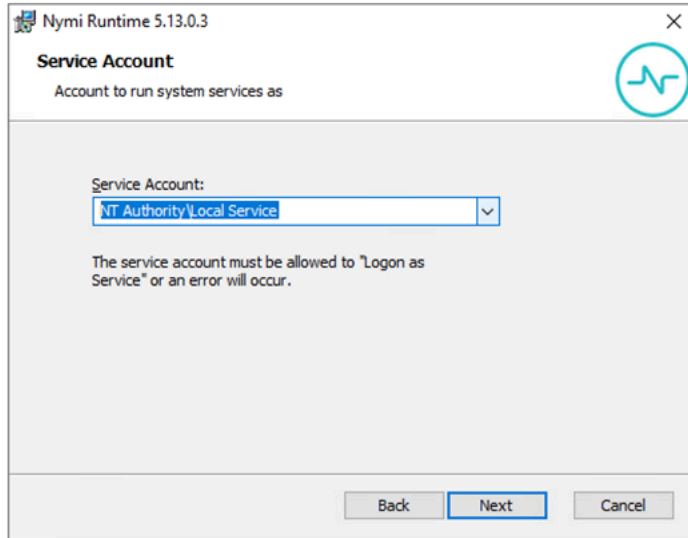 Nymi Runtime 5.13.0.3
Service Account
Account to run system services as
Service Account:
NT Authority\Local Service
The service account must be allowed to "Logon as
Service" or an error will occur.
Back
Next
Cancel